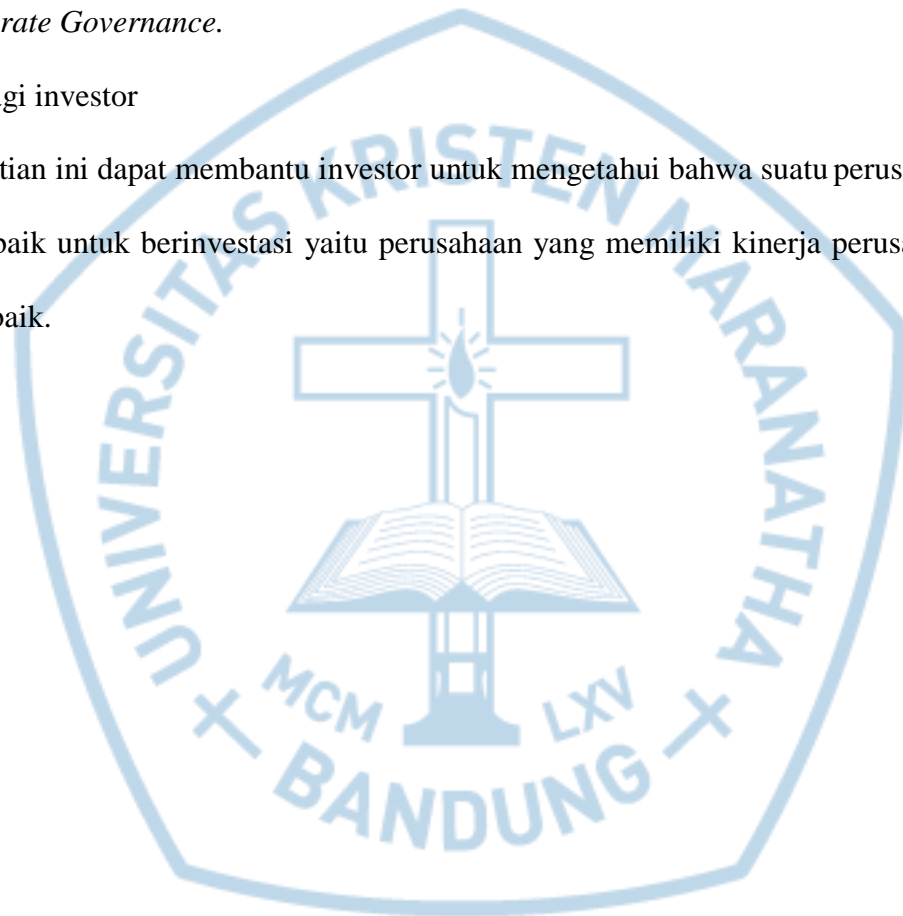 rate Governance.
gi investor
tian ini dapat membantu investor untuk mengetahui bahwa suatu perus
baik untuk berinvestasi yaitu perusahaan yang memiliki kinerja perusa
baik.
UNIVERSITAS KRISTEN MARANATHA
MCM LXV
BANDUNG